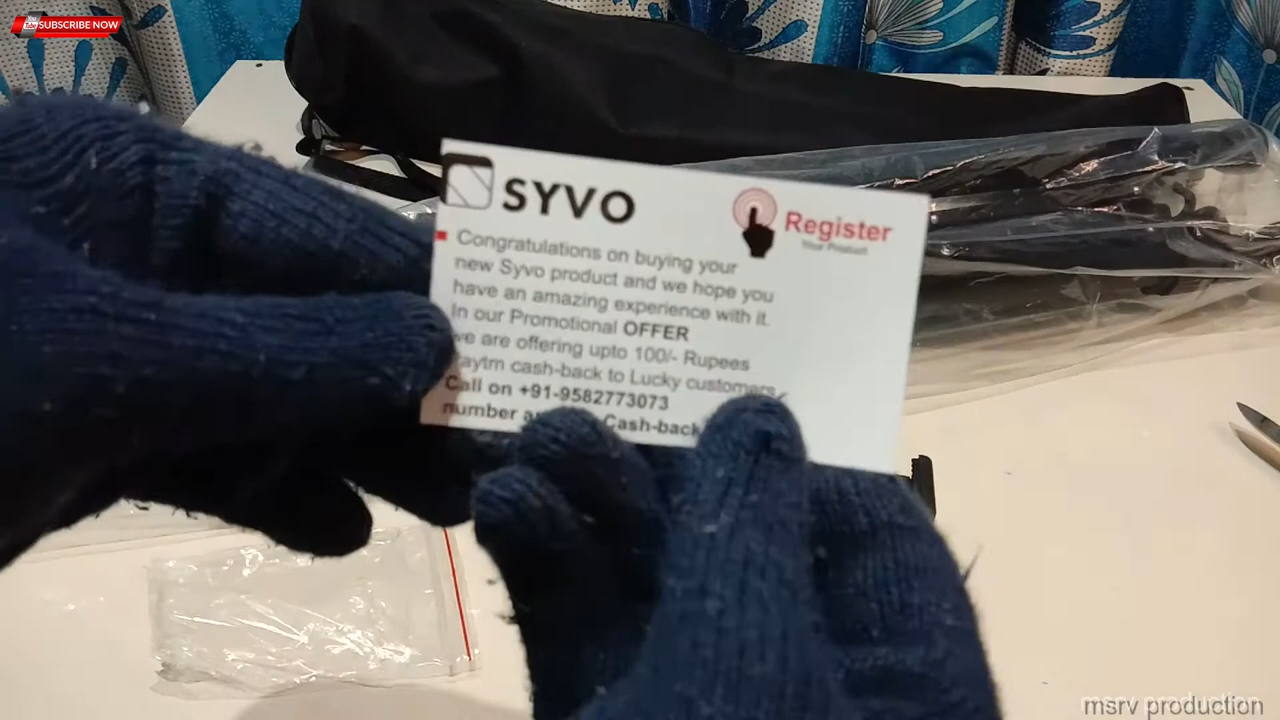 SUBSCRIBE NOW
SYVO
Register
Your Product
Congratulations on buying your
new Syvo product and we hope you
have an amazing experience with it.
In our Promotional OFFER
we are offering upto 100/- Rupees
aytm cash-back to Lucky customers
Call on +91-9582773073
number Cash-back
msrv production